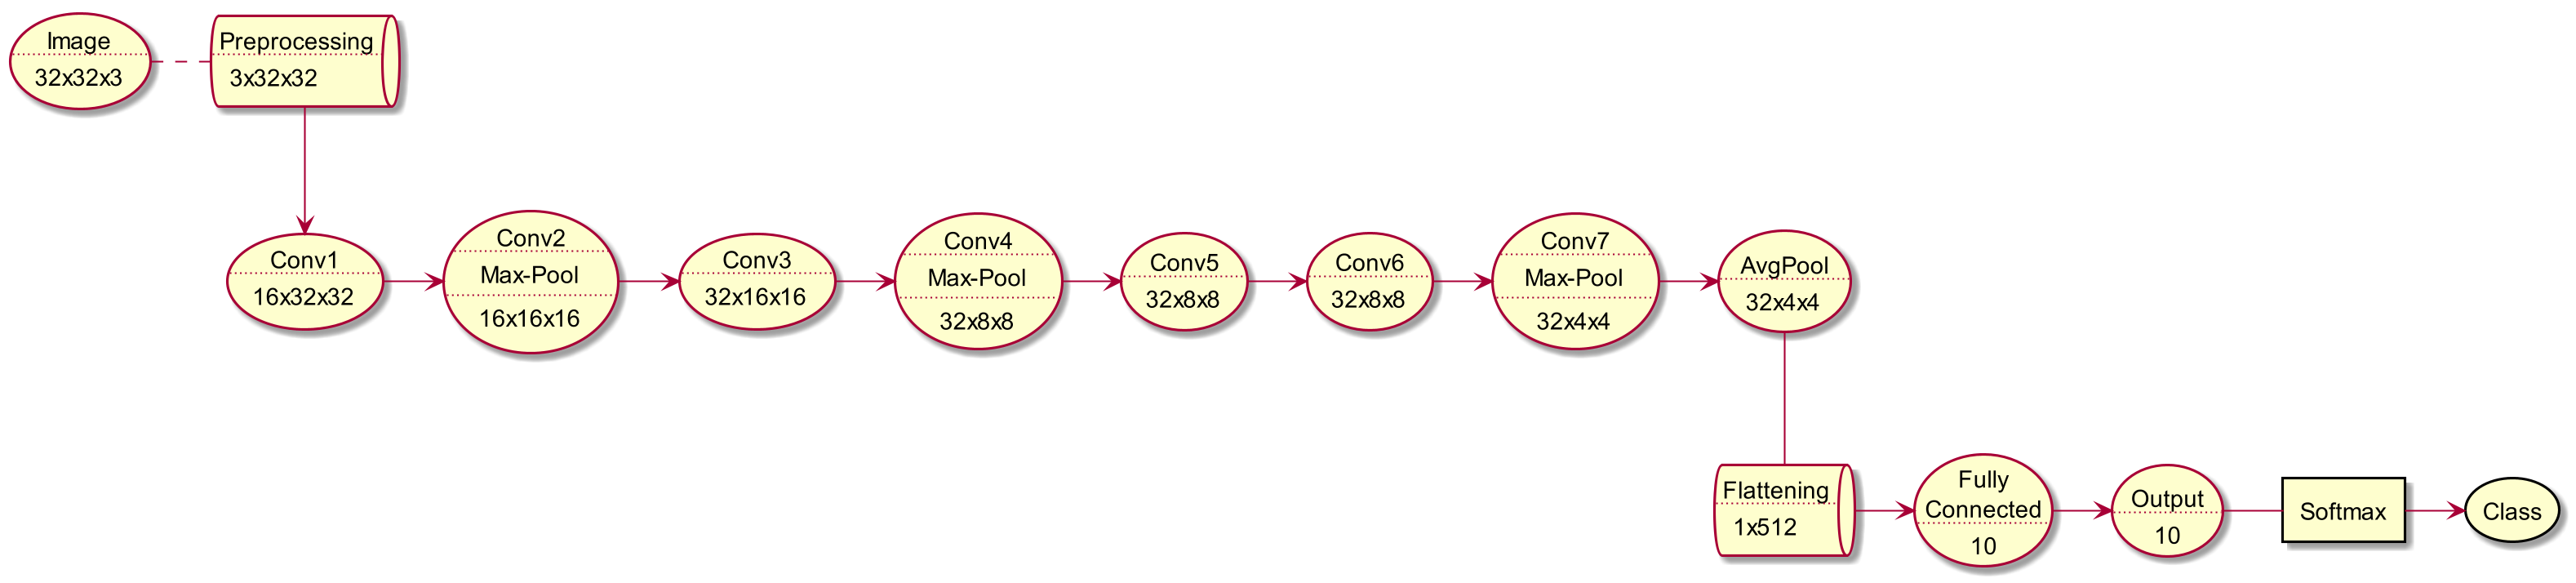 Image
32x32x3
Preprocessing
3x32x32
Conv1
16x32x32
Conv2
Max-Pool
16x16x16
Conv3
32x16x16
Conv4
Max-Pool
32x8x8
Conv5
32x8x8
Conv6
32x8x8
Conv7
Max-Pool
32x4x4
AvgPool
32x4x4
Flattening
1x512
Fully
Connected
10
Output
10
Softmax
Class